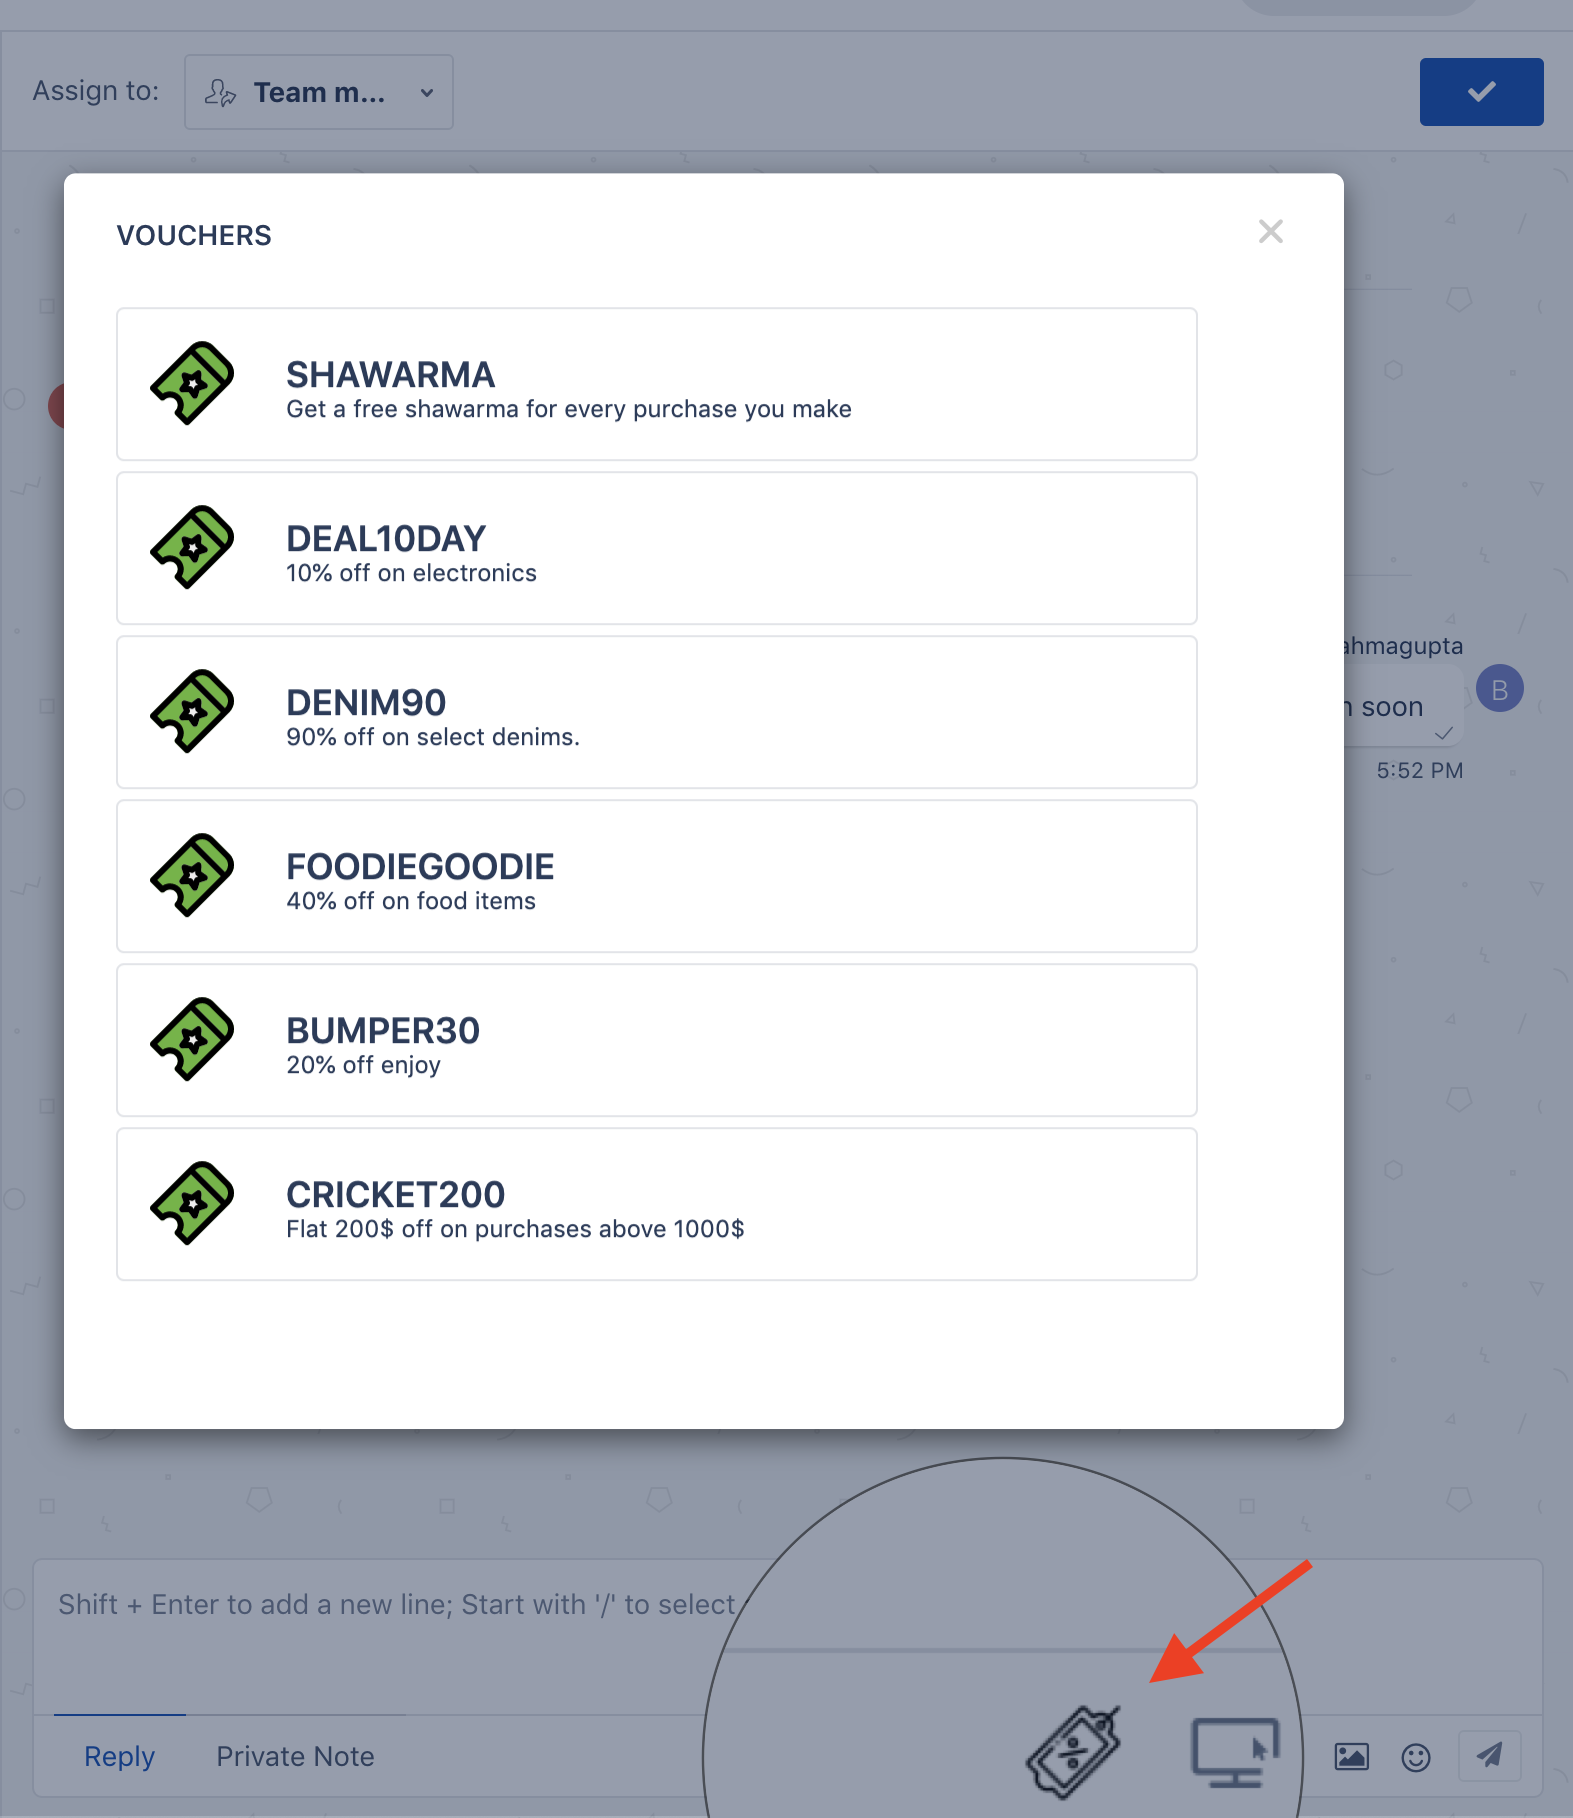 Assign to:
Team m...
VOUCHERS
SHAWARMA
Get a free shawarma for every purchase you make
DEAL10DAY
10% off on electronics
DENIM90
90% off on select denims.
FOODIEGOODIE
40% off on food items
BUMPER30
20% off enjoy
CRICKET200
Flat 200$ off on purchases above 1000$
ahmagupta
B
n soon
5:52 PM
Shift + Enter to add a new line; Start with '/' to select
Reply
Private Note